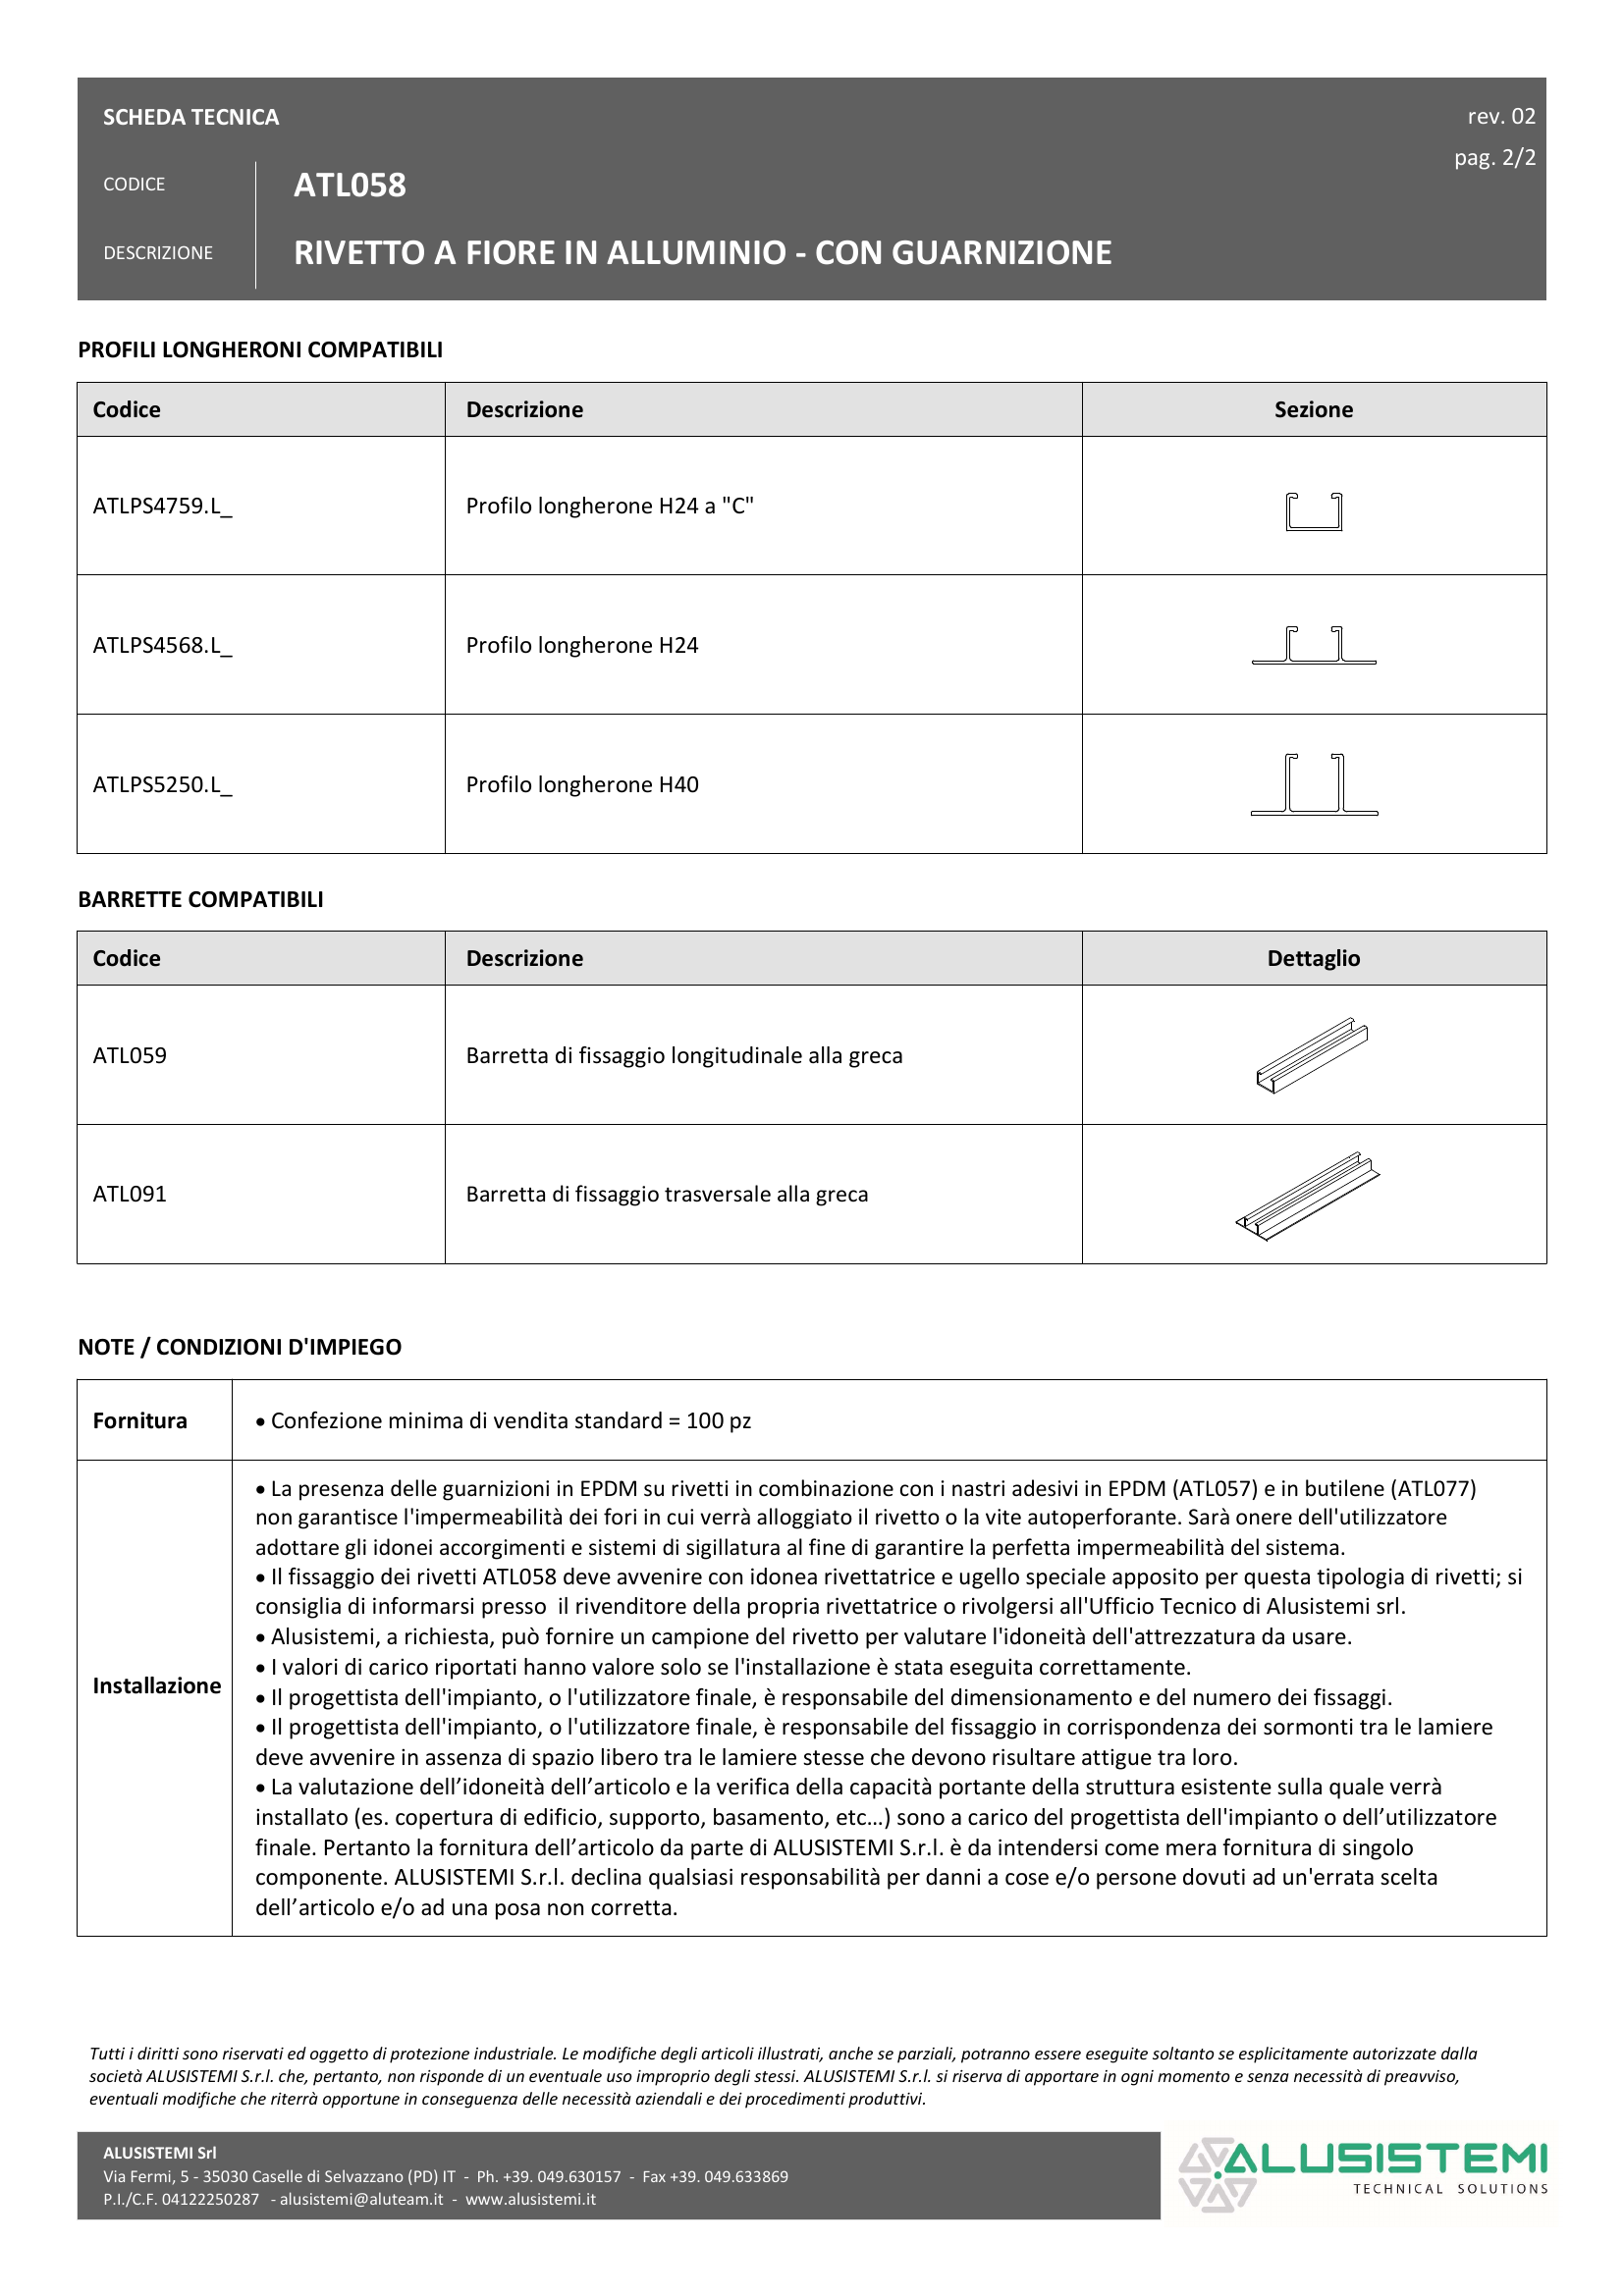 SCHEDA TECNICA
rev. 02
pag. 2/2
CODICE
ATL058
DESCRIZIONE
RIVETTO A FIORE IN ALLUMINIO - CON GUARNIZIONE
PROFILI LONGHERONI COMPATIBILI
Codice Descrizione Sezione
ATLPS4759.L_ Profilo longherone H24 a "C"
ATLPS4568.L_ Profilo longherone H24
ATLPS5250.L_ Profilo longherone H40
BARRETTE COMPATIBILI
Codice Descrizione Dettaglio
ATL059 Barretta di fissaggio longitudinale alla greca
ATL091 Barretta di fissaggio trasversale alla greca
NOTE / CONDIZIONI D'IMPIEGO
Fornitura • Confezione minima di vendita standard = 100 pz
Installazione
• La presenza delle guarnizioni in EPDM su rivetti in combinazione con i nastri adesivi in EPDM (ATL057) e in butilene (ATL077)
non garantisce l'impermeabilità dei fori in cui verrà alloggiato il rivetto o la vite autoperforante. Sarà onere dell'utilizzatore
adottare gli idonei accorgimenti e sistemi di sigillatura al fine di garantire la perfetta impermeabilità del sistema.
• Il fissaggio dei rivetti ATL058 deve avvenire con idonea rivettatrice e ugello speciale apposito per questa tipologia di rivetti; si
consiglia di informarsi presso  il rivenditore della propria rivettatrice o rivolgersi all'Ufficio Tecnico di Alusistemi srl.
• Alusistemi, a richiesta, può fornire un campione del rivetto per valutare l'idoneità dell'attrezzatura da usare.
• I valori di carico riportati hanno valore solo se l'installazione è stata eseguita correttamente.
• Il progettista dell'impianto, o l'utilizzatore finale, è responsabile del dimensionamento e del numero dei fissaggi.
• Il progettista dell'impianto, o l'utilizzatore finale, è responsabile del fissaggio in corrispondenza dei sormonti tra le lamiere
deve avvenire in assenza di spazio libero tra le lamiere stesse che devono risultare attigue tra loro.
• La valutazione dell’idoneità dell’articolo e la verifica della capacità portante della struttura esistente sulla quale verrà
installato (es. copertura di edificio, supporto, basamento, etc…) sono a carico del progettista dell'impianto o dell’utilizzatore
finale. Pertanto la fornitura dell’articolo da parte di ALUSISTEMI S.r.l. è da intendersi come mera fornitura di singolo
componente. ALUSISTEMI S.r.l. declina qualsiasi responsabilità per danni a cose e/o persone dovuti ad un'errata scelta
dell’articolo e/o ad una posa non corretta.
Tutti i diritti sono riservati ed oggetto di protezione industriale. Le modifiche degli articoli illustrati, anche se parziali, potranno essere eseguite soltanto se esplicitamente autorizzate dalla
società ALUSISTEMI S.r.l. che, pertanto, non risponde di un eventuale uso improprio degli stessi. ALUSISTEMI S.r.l. si riserva di apportare in ogni momento e senza necessità di preavviso,
eventuali modifiche che riterrà opportune in conseguenza delle necessità aziendali e dei procedimenti produttivi.
ALUSISTEMI Srl
Via Fermi, 5 - 35030 Caselle di Selvazzano (PD) IT  -  Ph. +39. 049.630157  -  Fax +39. 049.633869
P.I./C.F. 04122250287   - alusistemi@aluteam.it  -  www.alusistemi.it
ALUSISTEMI
TECHNICAL SOLUTIONS